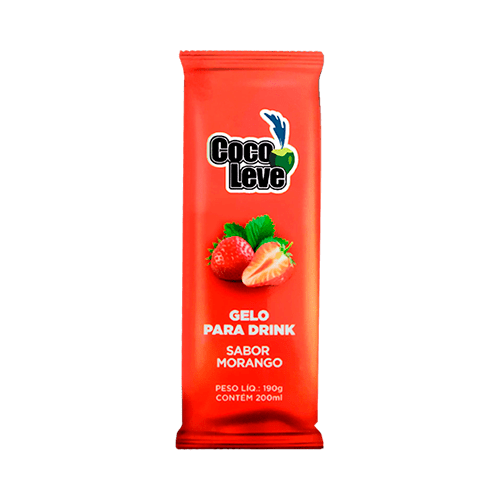 Coco
Leve
GELO
PARA DRINK
SABOR
MORANGO
PESO LÍQ.: 190g
CONTÉM 200ml